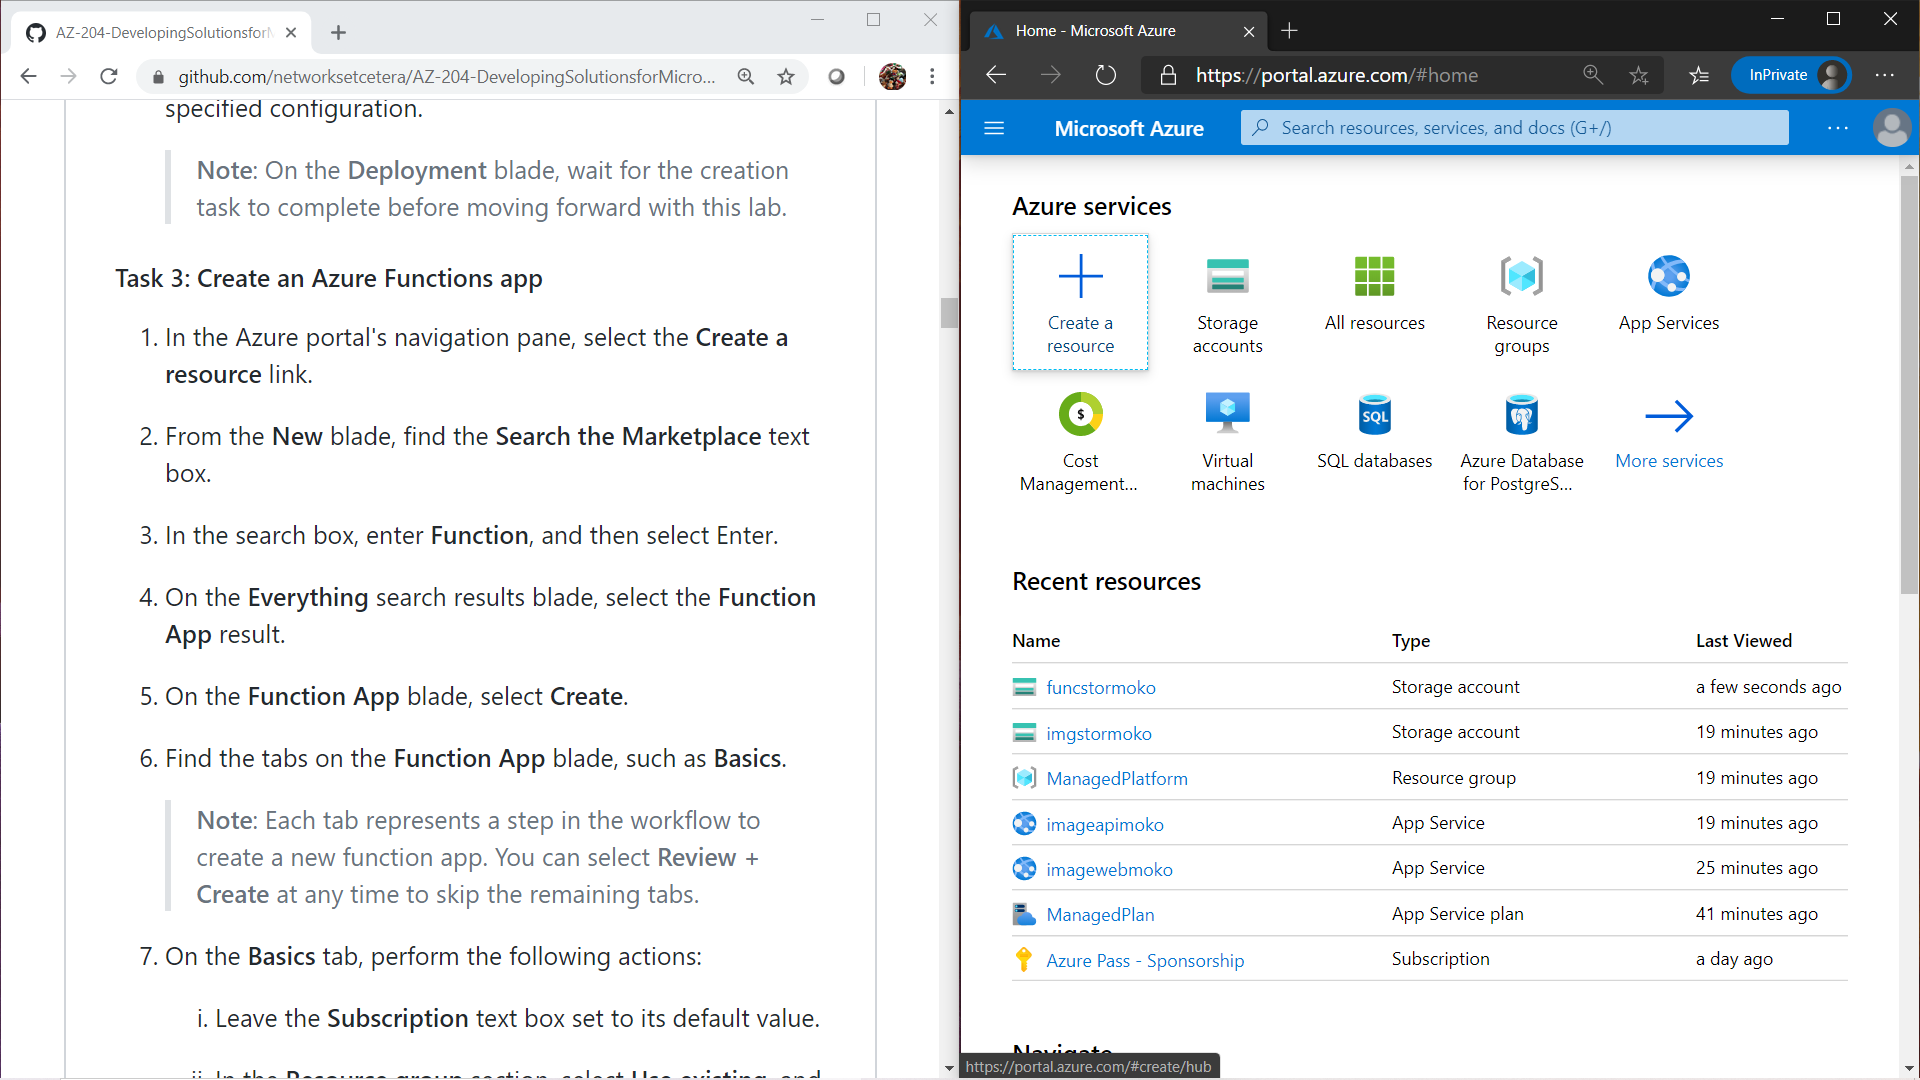 AZ-204-DevelopingSolutionsforM
github.com/networksetcetera/AZ-204-DevelopingSolutionsforMicro...
specified configuration.
Note: On the Deployment blade, wait for the creation
task to complete before moving forward with this lab.
Task 3: Create an Azure Functions app
1. In the Azure portal's navigation pane, select the Create a
resource link.
2. From the New blade, find the Search the Marketplace text
box.
3. In the search box, enter Function, and then select Enter.
4. On the Everything search results blade, select the Function
App result.
5. On the Function App blade, select Create.
6. Find the tabs on the Function App blade, such as Basics.
Note: Each tab represents a step in the workflow to
create a new function app. You can select Review +
Create at any time to skip the remaining tabs.
7. On the Basics tab, perform the following actions:
i. Leave the Subscription text box set to its default value.
ii. In the Resource group section, select Use existing, and
Home - Microsoft Azure
https://portal.azure.com/#home
InPrivate
Microsoft Azure
Search resources, services, and docs (G+/)
Azure services
Create a
resource
Storage
accounts
All resources
Resource
groups
App Services
$
Cost
Management...
Virtual
machines
SQL
SQL databases
Azure Database
for PostgreS...
More services
Recent resources
Name Type Last Viewed
funcstormoko Storage account a few seconds ago
imgstormoko Storage account 19 minutes ago
ManagedPlatform Resource group 19 minutes ago
imageapimoko App Service 19 minutes ago
imagewebmoko App Service 25 minutes ago
ManagedPlan App Service plan 41 minutes ago
Azure Pass - Sponsorship Subscription a day ago
Navigate
https://portal.azure.com/#create/hub